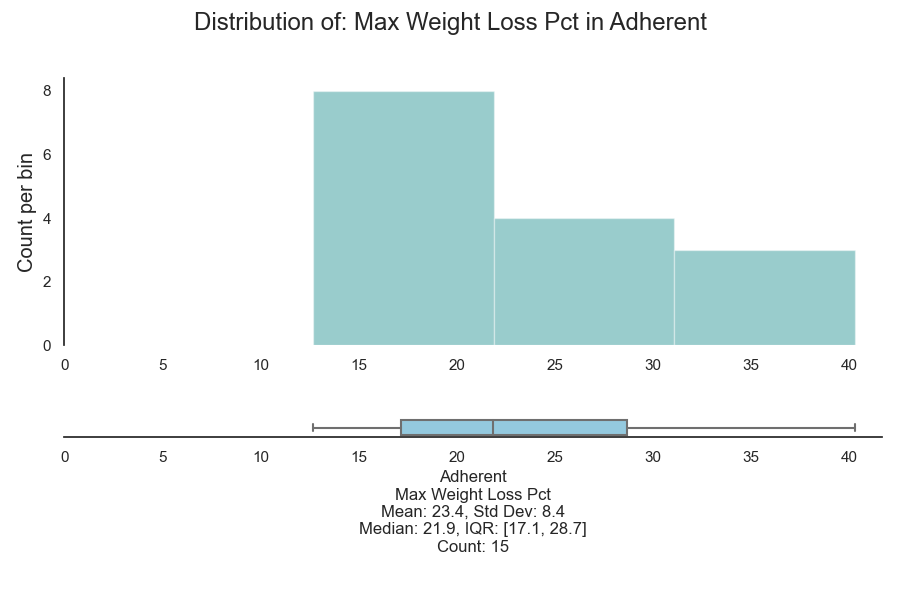 Distribution of: Max Weight Loss Pct in Adherent
Count per bin
8
6
4
2
0
0 5 10 15 20 25 30 35 40
0 5 10 15 20 25 30 35 40
Adherent
Max Weight Loss Pct
Mean: 23.4, Std Dev: 8.4
Median: 21.9, IQR: [17.1, 28.7]
Count: 15